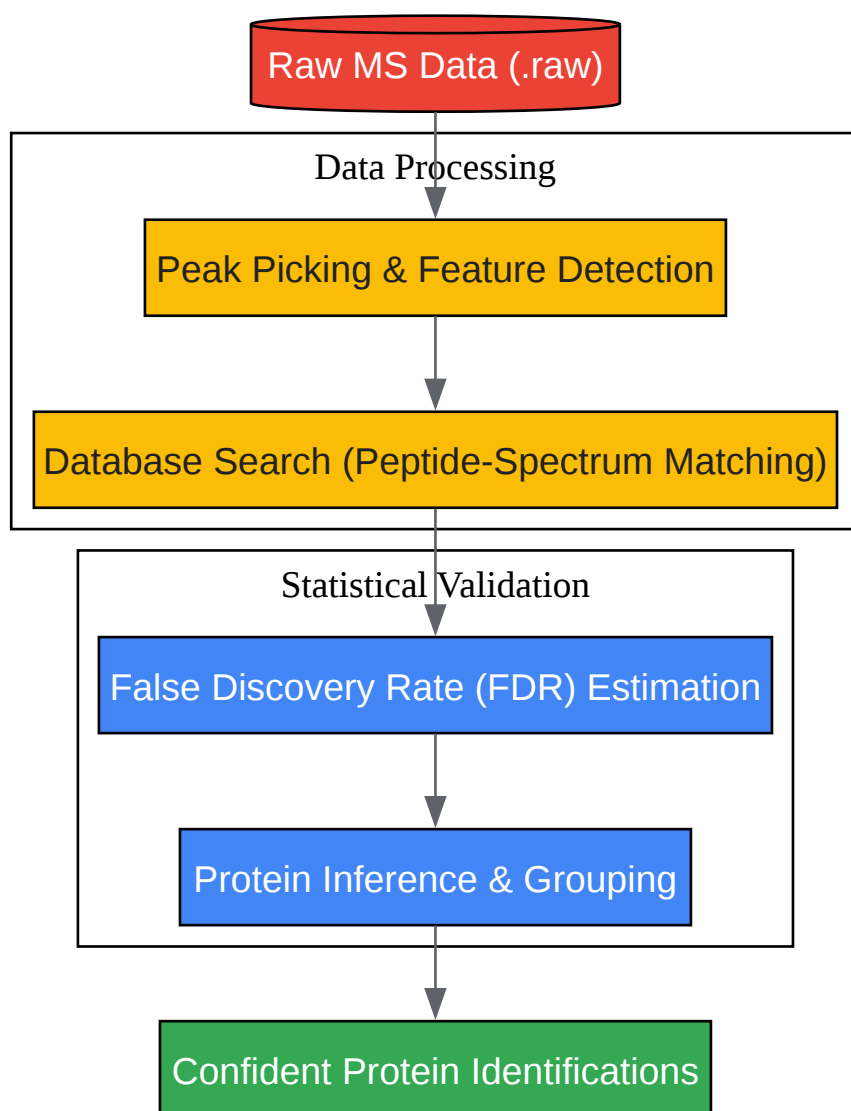 Raw MS Data (.raw)
Data Processing
Peak Picking & Feature Detection
Database Search (Peptide-Spectrum Matching)
Statistical Validation
False Discovery Rate (FDR) Estimation
Protein Inference & Grouping
Confident Protein Identifications